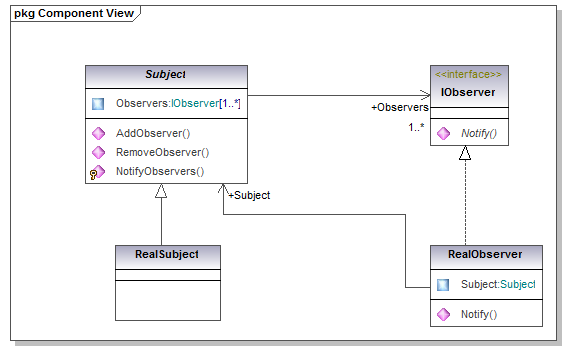 pkg Component View
Subject
Observers:IObserver[1..*]
AddObserver()
RemoveObserver()
NotifyObservers()
<<interface>>
IObserver
Notify()
+Observers
1..*
+Subject
RealSubject
RealObserver
Subject:Subject
Notify()